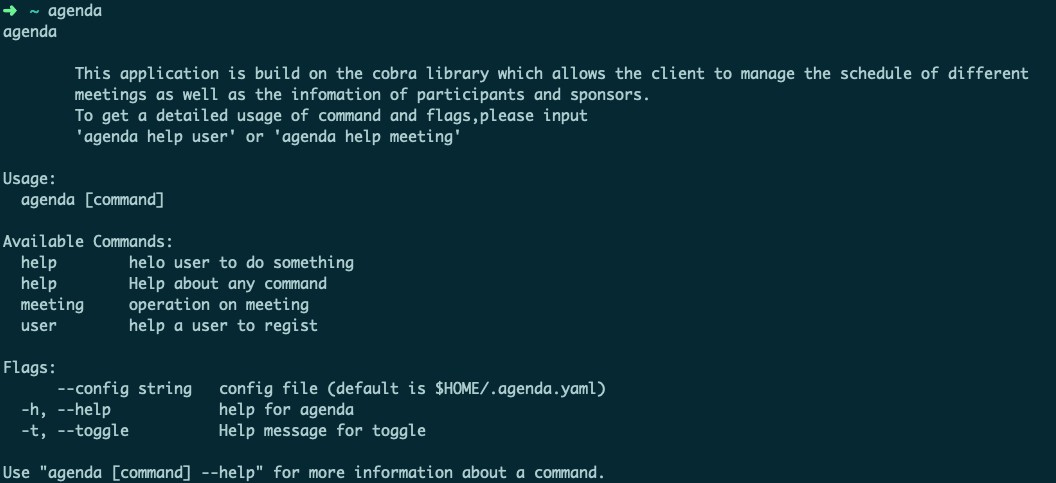 ➜ ~ agenda
agenda
This application is build on the cobra library which allows the client to manage the schedule of different
meetings as well as the infomation of participants and sponsors.
To get a detailed usage of command and flags,please input
'agenda help user' or 'agenda help meeting'
Usage:
agenda [command]
Available Commands:
help helo user to do something
help Help about any command
meeting operation on meeting
user help a user to regist
Flags:
--config string config file (default is $HOME/.agenda.yaml)
-h, --help help for agenda
-t, --toggle Help message for toggle
Use "agenda [command] --help" for more information about a command.